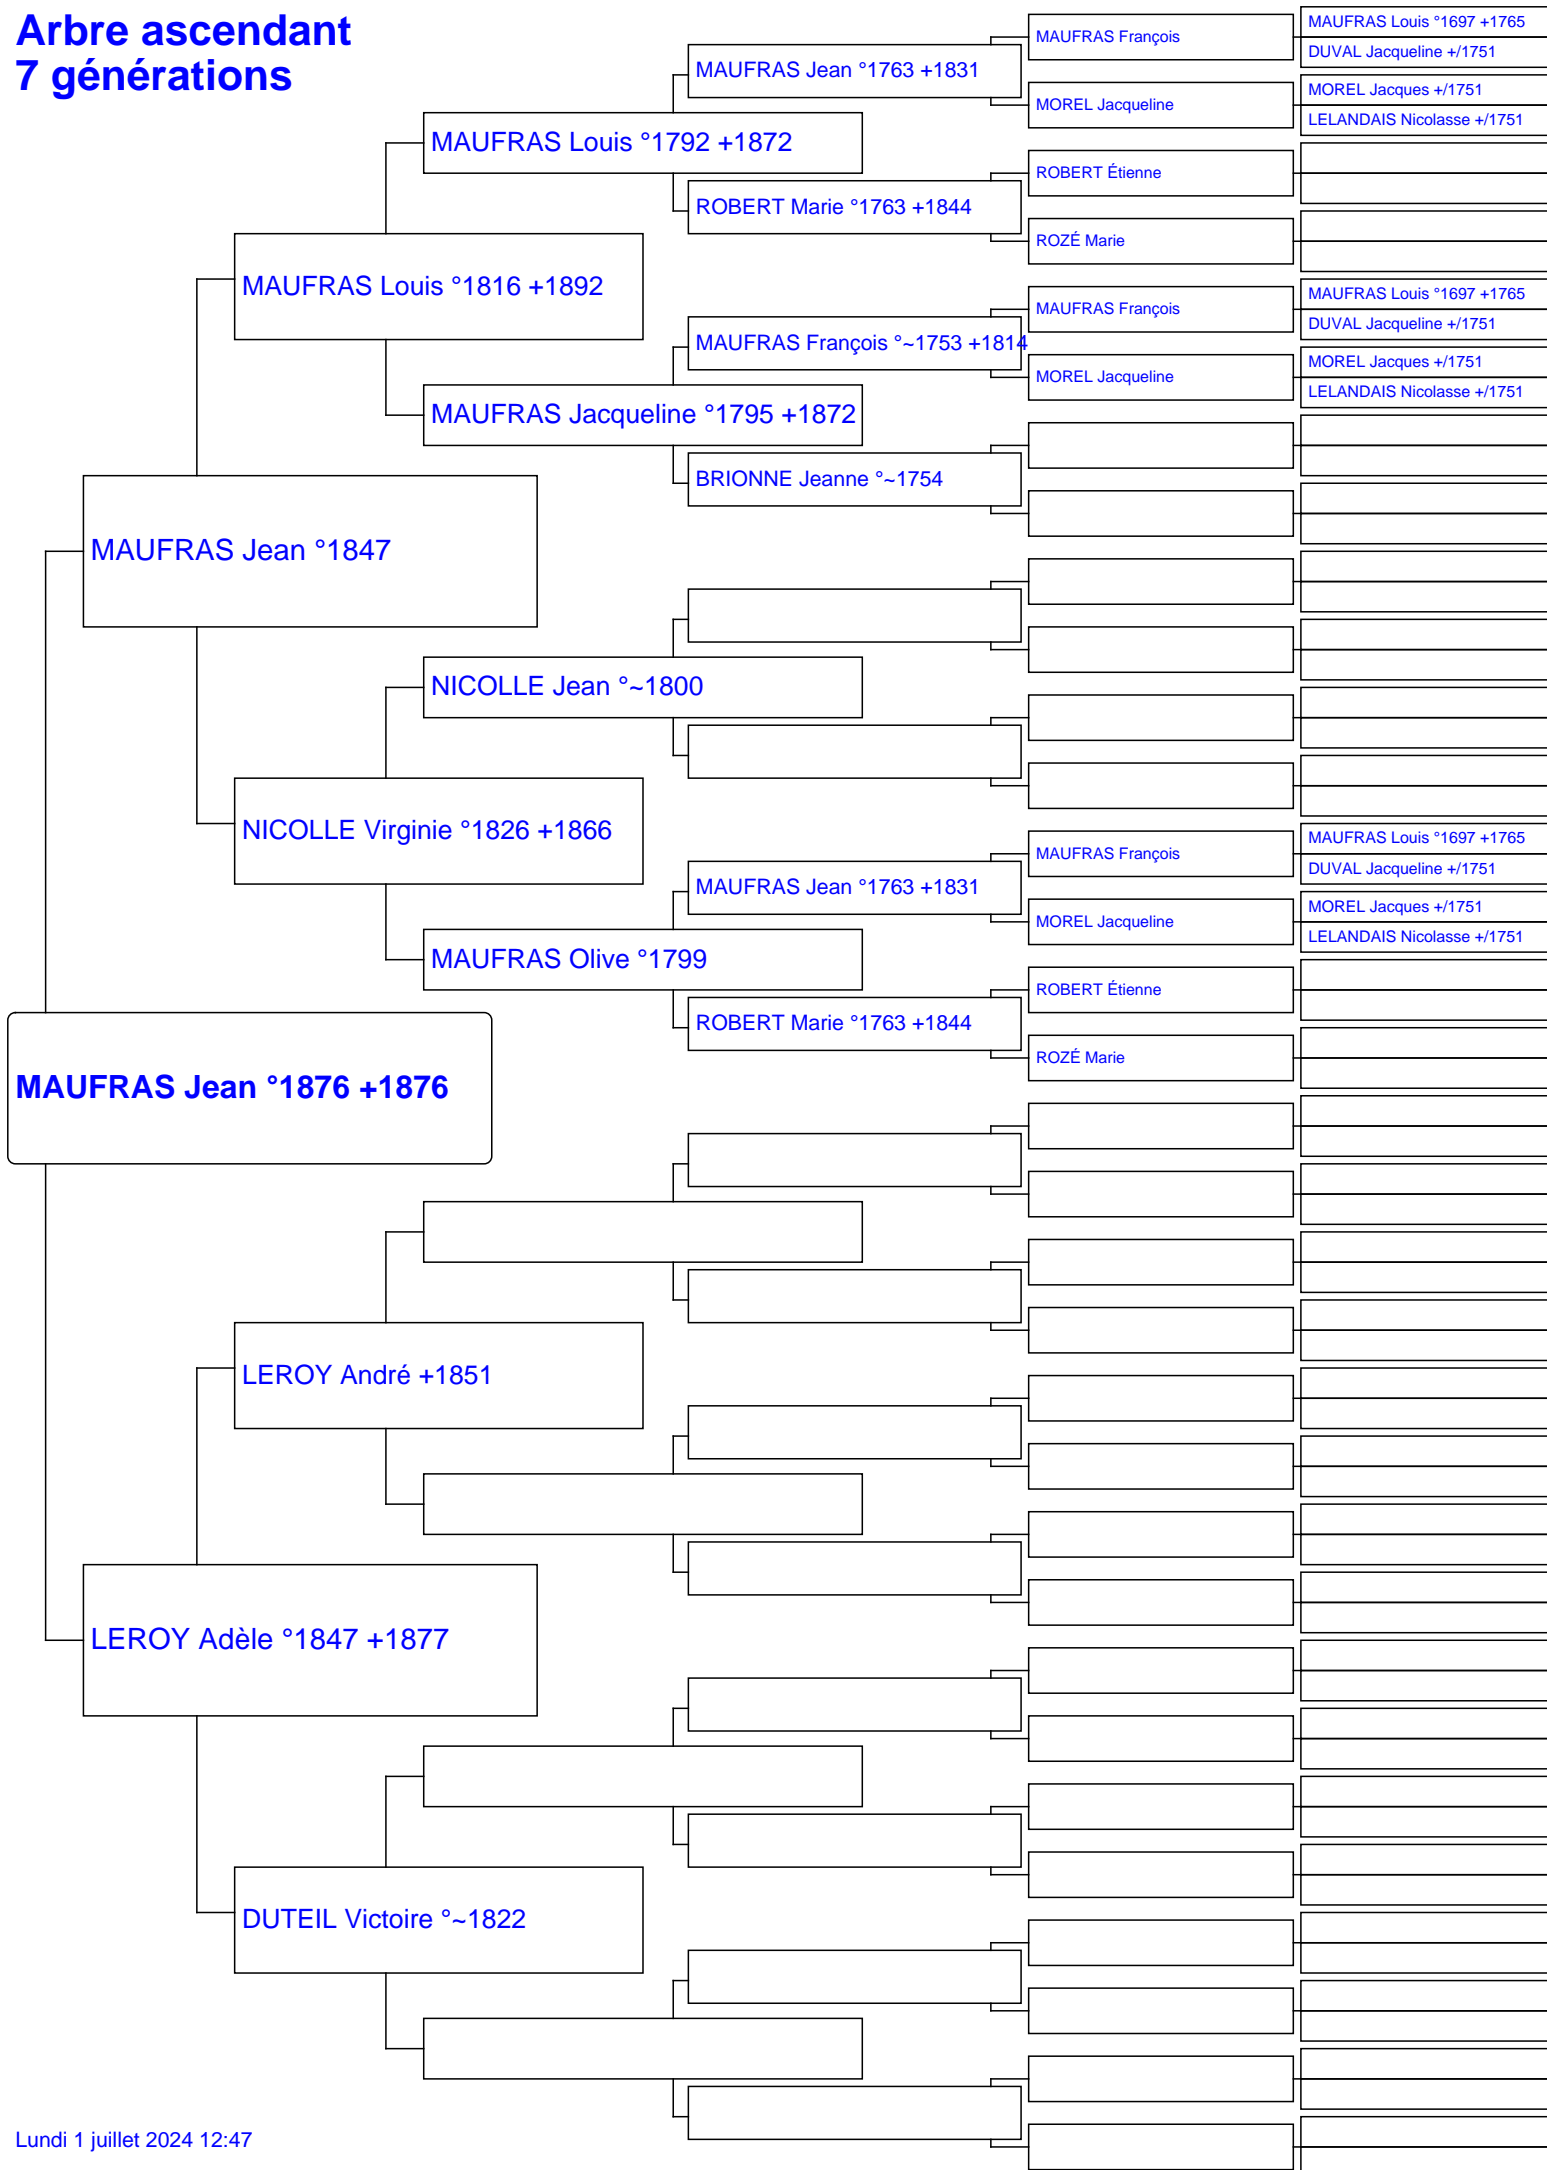 Arbre ascendant
7 générations
MAUFRAS Louis °1697 +1765
MAUFRAS François
DUVAL Jacqueline +/1751
MAUFRAS Jean °1763 +1831
MOREL Jacques +/1751
MOREL Jacqueline
LELANDAIS Nicolasse +/1751
MAUFRAS Louis °1792 +1872
ROBERT Étienne
ROBERT Marie °1763 +1844
ROZÉ Marie
MAUFRAS Louis °1816 +1892
MAUFRAS Louis °1697 +1765
MAUFRAS François
DUVAL Jacqueline +/1751
MAUFRAS François °~1753 +1814
MOREL Jacques +/1751
MOREL Jacqueline
LELANDAIS Nicolasse +/1751
MAUFRAS Jacqueline °1795 +1872
BRIONNE Jeanne °~1754
MAUFRAS Jean °1847
NICOLLE Jean °~1800
NICOLLE Virginie °1826 +1866
MAUFRAS Louis °1697 +1765
MAUFRAS François
DUVAL Jacqueline +/1751
MAUFRAS Jean °1763 +1831
MOREL Jacques +/1751
MOREL Jacqueline
LELANDAIS Nicolasse +/1751
MAUFRAS Olive °1799
ROBERT Étienne
ROBERT Marie °1763 +1844
ROZÉ Marie
MAUFRAS Jean °1876 +1876
LEROY André +1851
LEROY Adèle °1847 +1877
DUTEIL Victoire °~1822
Lundi 1 juillet 2024 12:47